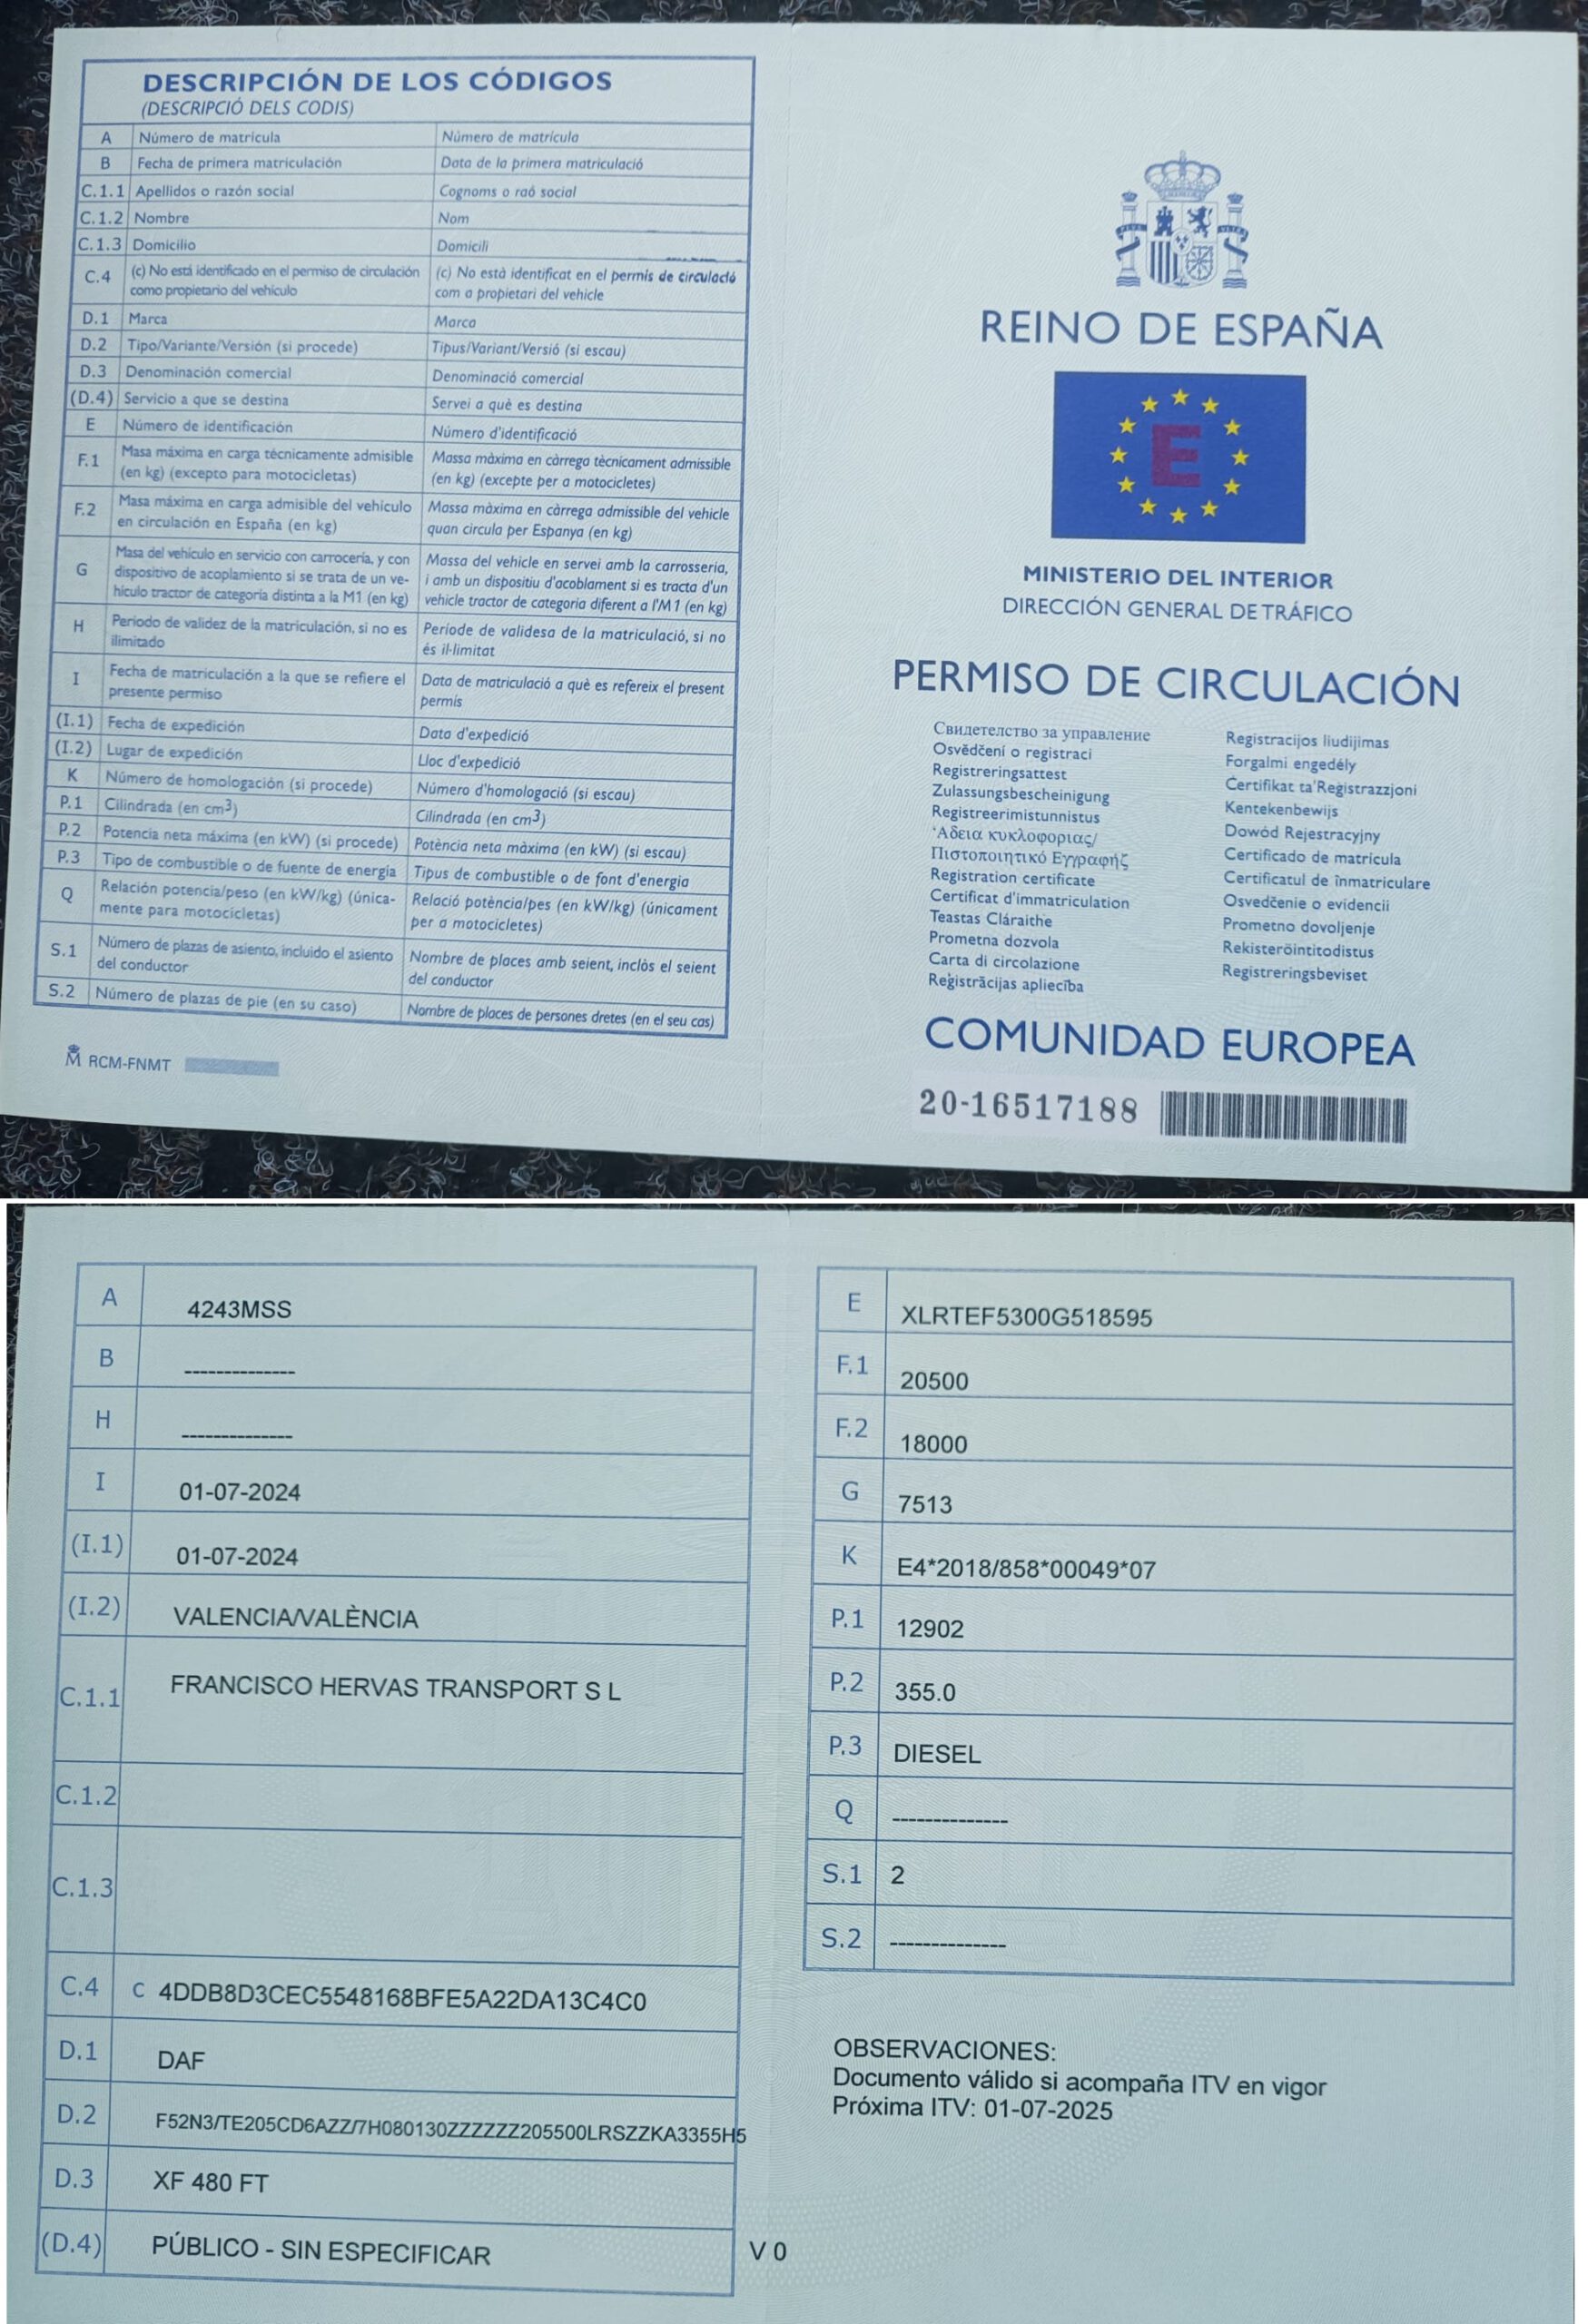 DESCRIPCIÓN DE LOS CÓDIGOS
(DESCRIPCIÓ DELS CODIS)
A Número de matrícula Número de matrícula
B Fecha de primera matriculación Data de la primera matriculació
C.1.1 Apellidos o razón social Cognoms o raó social
C.1.2 Nombre Nom
C.1.3 Domicilio Domicili
C.4 (c) No está identificado en el permiso de circulación (c) No està identificat en el permís de circulació
como propietario del vehículo com a propietari del vehicle
D.1 Marca Marca
D.2 Tipo/Variante/Versión (si procede) Tipus/Variant/Versió (si escau)
D.3 Denominación comercial Denominació comercial
(D.4) Servicio a que se destina Servei a què es destina
E Número de identificación Número d'identificació
F.1 Masa máxima en carga técnicamente admisible Massa màxima en càrrega tècnicament admissible
(en kg) (excepto para motocicletas) (en kg) (excepte per a motocicletes)
F.2 Masa máxima en carga admisible del vehículo Massa màxima en càrrega admissible del vehicle
en circulación en España (en kg) quan circula per Espanya (en kg)
G Masa del vehículo en servicio con carrocería, y con Massa del vehicle en servei amb la carrosseria,
dispositivo de acoplamiento si se trata de un ve- i amb un dispositiu d'acoblament si es tracta d'un
hículo tractor de categoría distinta a la M1 (en kg) vehicle tractor de categoria diferent a l'M1 (en kg)
H Período de validez de la matriculación, si no es Període de validesa de la matriculació, si no
ilimitado és il·limitat
I Fecha de matriculación a la que se refiere el Data de matriculació a què es refereix el present
presente permiso permís
(I.1) Fecha de expedición Data d'expedició
(I.2) Lugar de expedición Lloc d'expedició
K Número de homologación (si procede) Número d'homologació (si escau)
P.1 Cilindrada (en cm³) Cilindrada (en cm³)
P.2 Potencia neta máxima (en kW) (si procede) Potència neta màxima (en kW) (si escau)
P.3 Tipo de combustible o de fuente de energía Tipus de combustible o de font d'energia
Q Relación potencia/peso (en kW/kg) (única- Relació potència/pes (en kW/kg) (únicament
mente para motocicletas) per a motocicletes)
S.1 Número de plazas de asiento, incluido el asiento Nombre de places amb seient, inclòs el seient
del conductor del conductor
S.2 Número de plazas de pie (en su caso) Nombre de places de persones dretes (en el seu cas)
M RCM-FNMT
REINO DE ESPAÑA
E
MINISTERIO DEL INTERIOR
DIRECCIÓN GENERAL DE TRÁFICO
PERMISO DE CIRCULACIÓN
Свидетелство за управление
Osvědčení o registraci
Registreringsattest
Zulassungsbescheinigung
Registreerimistunnistus
'Αδεια κυκλοφοριας/
Πιστοποιητικό Εγγραφήζ
Registration certificate
Certificat d'immatriculation
Teastas Cláraithe
Prometna dozvola
Carta di circolazione
Reģistrācijas apliecība
Registracijos liudijimas
Forgalmi engedély
Ċertifikat ta'Reġistrazzjoni
Kentekenbewijs
Dowód Rejestracyjny
Certificado de matrícula
Certificatul de înmatriculare
Osvedčenie o evidencii
Prometno dovoljenje
Rekisteröintitodistus
Registreringsbeviset
COMUNIDAD EUROPEA
20-16517188
A 4243MSS
B --------------
H --------------
I 01-07-2024
(I.1) 01-07-2024
(I.2) VALENCIA/VALÈNCIA
C.1.1 FRANCISCO HERVAS TRANSPORT S L
C.1.2
C.1.3
C.4 C 4DDB8D3CEC5548168BFE5A22DA13C4C0
D.1 DAF
D.2 F52N3/TE205CD6AZZ/7H080130ZZZZZZ205500LRSZZKA3355H5
D.3 XF 480 FT
(D.4) PÚBLICO - SIN ESPECIFICAR
V 0
E XLRTEF5300G518595
F.1 20500
F.2 18000
G 7513
K E4*2018/858*00049*07
P.1 12902
P.2 355.0
P.3 DIESEL
Q --------------
S.1 2
S.2 --------------
OBSERVACIONES:
Documento válido si acompaña ITV en vigor
Próxima ITV: 01-07-2025